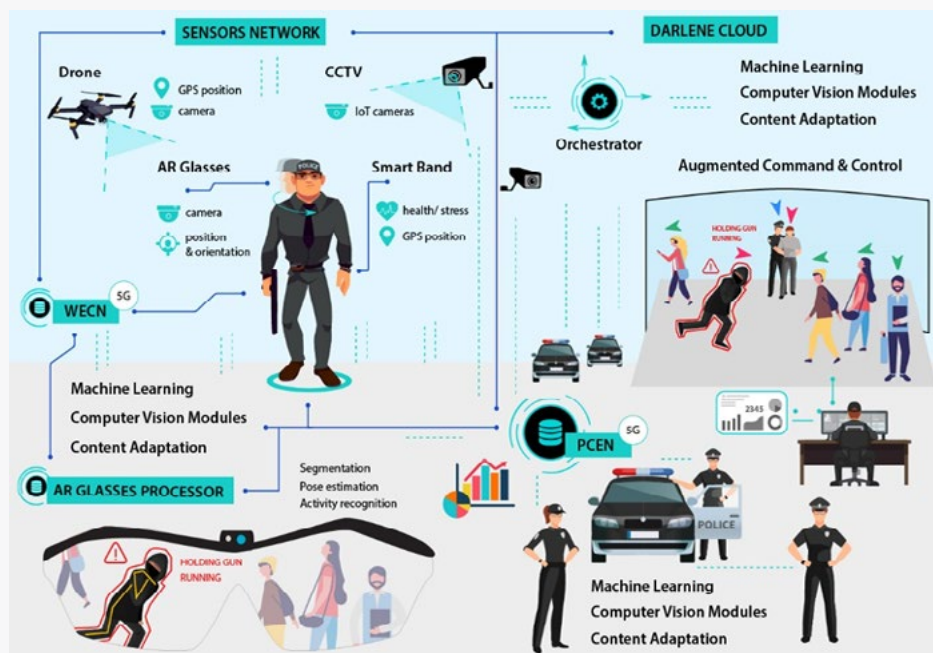 SENSORS NETWORK
DARLENE CLOUD
Drone
GPS position
camera
CCTV
IoT cameras
Orchestrator
Machine Learning
Computer Vision Modules
Content Adaptation
AR Glasses
camera
position
& orientation
POLICE
Smart Band
health/ stress
GPS position
Augmented Command & Control
HOLDING GUN
RUNNING
WECN
5G
Machine Learning
Computer Vision Modules
Content Adaptation
AR GLASSES PROCESSOR
Segmentation
Pose estimation
Activity recognition
HOLDING GUN
RUNNING
PCEN
5G
2345
POLICE
Machine Learning
Computer Vision Modules
Content Adaptation